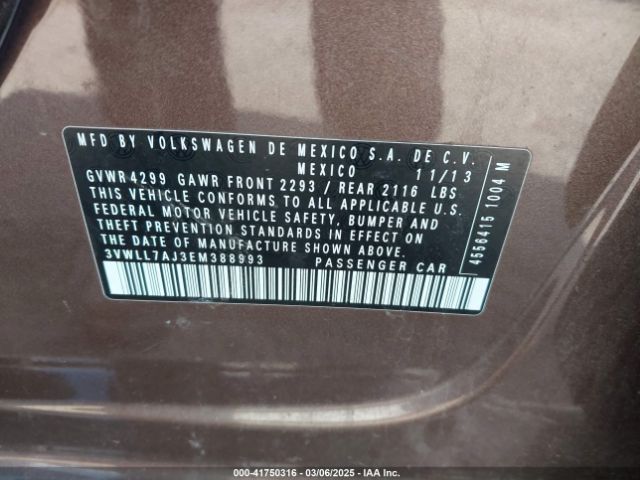 MFD BY VOLKSWAGEN DE MEXICO S.A. DE C.V.
MEXICO 11/13
GVWR 4299 GAWR FRONT 2293 / REAR 2116 LBS
THIS VEHICLE CONFORMS TO ALL APPLICABLE U.S.
FEDERAL MOTOR VEHICLE SAFETY, BUMPER AND
THEFT PREVENTION STANDARDS IN EFFECT ON
THE DATE OF MANUFACTURE SHOWN ABOVE.
3VWLL7AJ3EM388993 PASSENGER CAR
4556415 1004 M
000-41750316 - 03/06/2025 - IAA Inc.